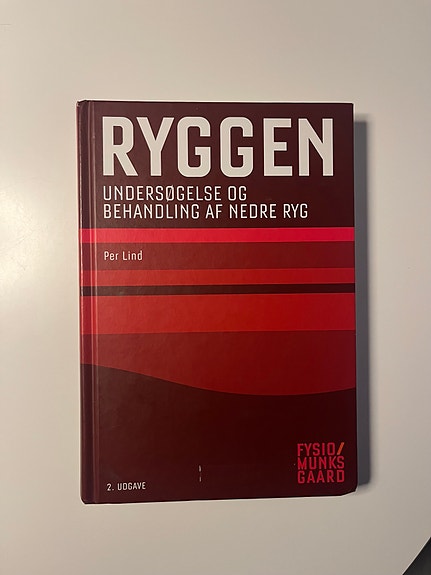 RYGGEN
UNDERSØGELSE OG
BEHANDLING AF NEDRE RYG
Per Lind
FYSIO/
MUNKS
GAARD
2. UDGAVE